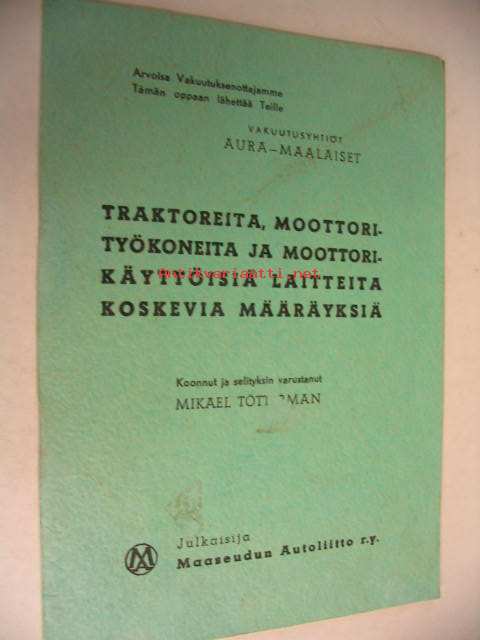 Arvoisa Vakuutuksenottajamme
Tämän oppaan lähettää Teille
VAKUUTUSYHTIÖT
AURA–MAALAISET
TRAKTOREITA, MOOTTORI-
TYÖKONEITA JA MOOTTORI-
KÄYTTÖISIÄ LAITTEITA
KOSKEVIA MÄÄRÄYKSIÄ
Koonnut ja selityksin varustanut
MIKAEL
Julkaisija
Maaseudun Autoliitto r.y.